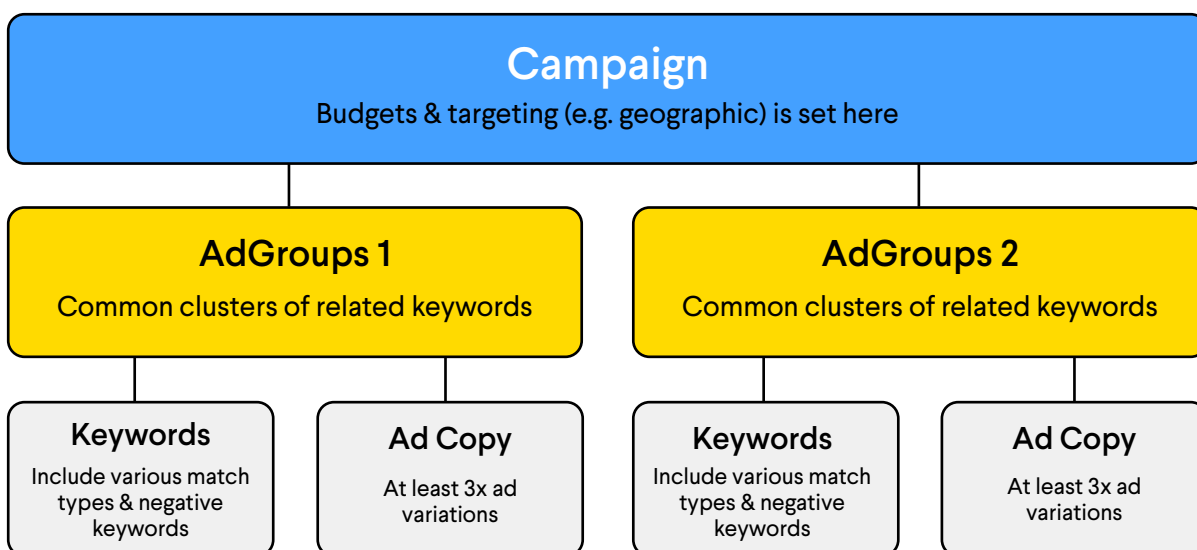 Campaign
Budgets & targeting (e.g. geographic) is set here
AdGroups 1
Common clusters of related keywords
AdGroups 2
Common clusters of related keywords
Keywords
Include various match
types & negative
keywords
Ad Copy
At least 3x ad
variations
Keywords
Include various match
types & negative
keywords
Ad Copy
At least 3x ad
variations